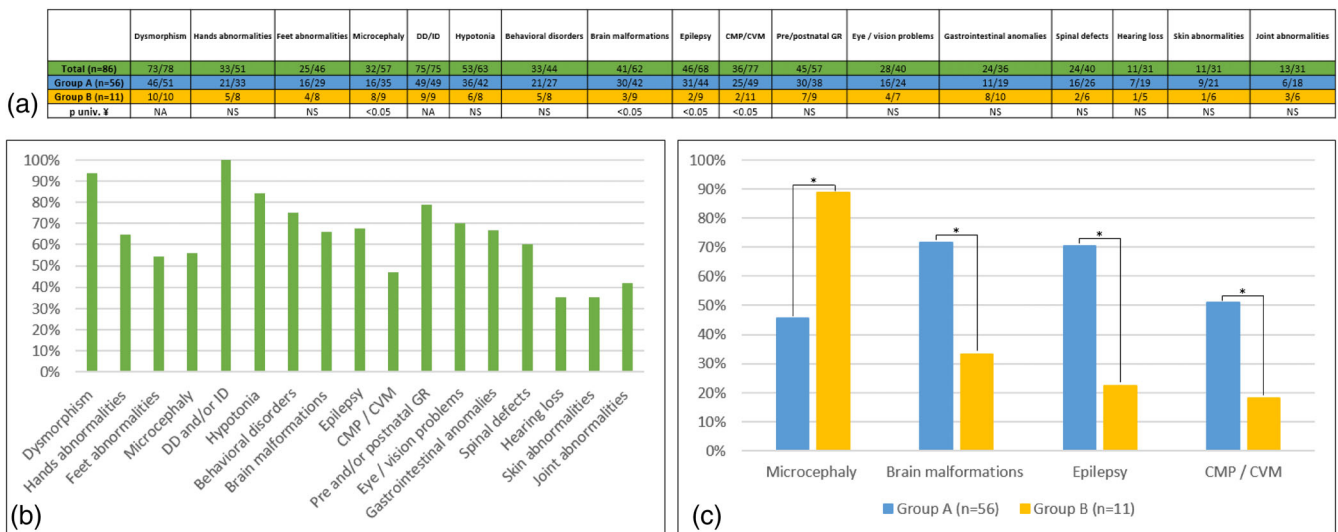 Dysmorphism Hands abnormalities Feet abnormalities Microcephaly DD/ID Hypotonia Behavioral disorders Brain malformations Epilepsy CMP/CVM Pre/postnatal GR Eye / vision problems Gastrointestinal anomalies Spinal defects Hearing loss Skin abnormalities Joint abnormalities
Total (n=86) 73/78 33/51 25/46 32/57 75/75 53/63 33/44 41/62 46/68 36/77 45/57 28/40 24/36 24/40 11/31 11/31 13/31
Group A (n=56) 46/51 21/33 16/29 16/35 49/49 36/42 21/27 30/42 31/44 25/49 30/38 16/24 11/19 16/26 7/19 9/21 6/18
Group B (n=11) 10/10 5/8 4/8 8/9 9/9 6/8 5/8 3/9 2/9 2/11 7/9 4/7 8/10 2/6 1/5 1/6 3/6
p univ. ¥ NA NS NS <0.05 NA NS NS <0.05 <0.05 <0.05 NS NS NS NS NS NS NS
(a)
100%
90%
80%
70%
60%
50%
40%
30%
20%
10%
0%
Dysmorphism
Hands abnormalities
Feet abnormalities
Microcephaly
DD and/or ID
Hyptonia
Behavioral disorders
Brain malformations
Epilepsy
CMP / CVM
Pre and/or postnatal GR
Eye / vision problems
Gastrointestinal anomalies
Spinal defects
Hearing loss
Skin abnormalities
Joint abnormalities
(b)
100%
90%
80%
70%
60%
50%
40%
30%
20%
10%
0%
*
*
*
*
Microcephaly Brain malformations Epilepsy CMP / CVM
Group A (n=56) Group B (n=11)
(c)